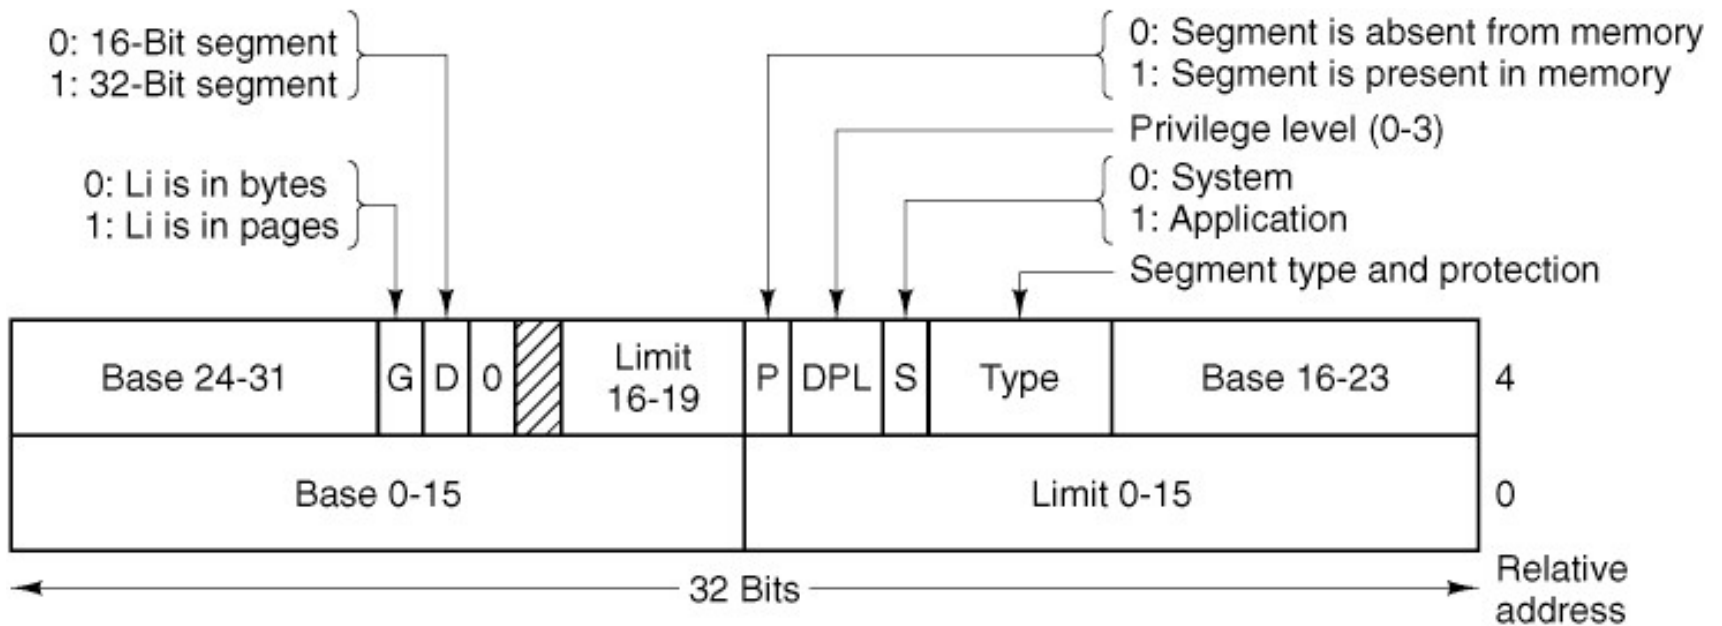 0: 16-Bit segment
1: 32-Bit segment
0: Li is in bytes
1: Li is in pages
0: Segment is absent from memory
1: Segment is present in memory
Privilege level (0-3)
0: System
1: Application
Segment type and protection
Base 24-31 G D 0 Limit 16-19 P DPL S Type Base 16-23 4
Base 0-15 Limit 0-15 0
32 Bits
Relative
address